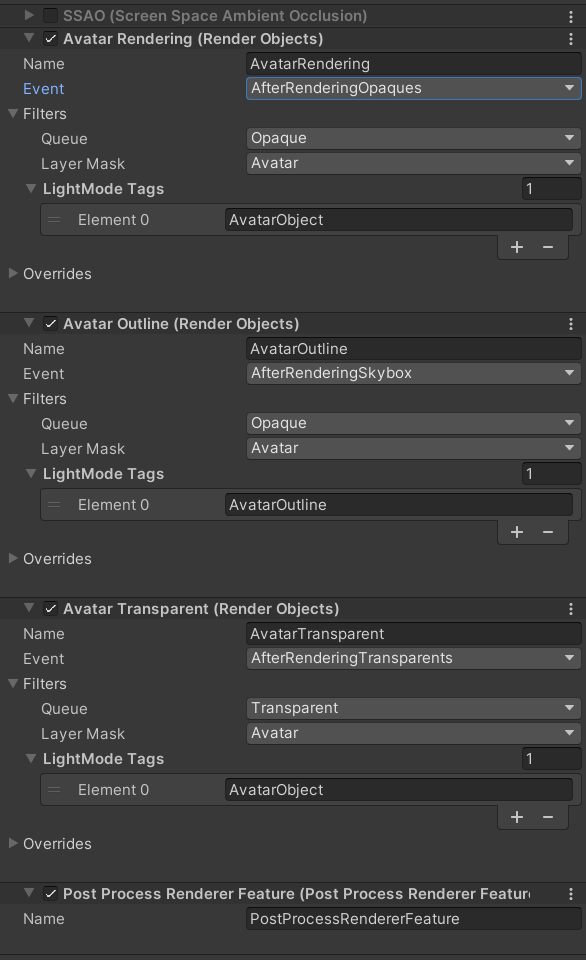 SSAO (Screen Space Ambient Occlusion)
Avatar Rendering (Render Objects)
Name AvatarRendering
Event AfterRenderingOpaques
Filters
Queue Opaque
Layer Mask Avatar
LightMode Tags 1
Element 0 AvatarObject
+ −
Overrides
Avatar Outline (Render Objects)
Name AvatarOutline
Event AfterRenderingSkybox
Filters
Queue Opaque
Layer Mask Avatar
LightMode Tags 1
Element 0 AvatarOutline
+ −
Overrides
Avatar Transparent (Render Objects)
Name AvatarTransparent
Event AfterRenderingTransparents
Filters
Queue Transparent
Layer Mask Avatar
LightMode Tags 1
Element 0 AvatarObject
+ −
Overrides
Post Process Renderer Feature (Post Process Renderer Featur
Name PostProcessRendererFeature